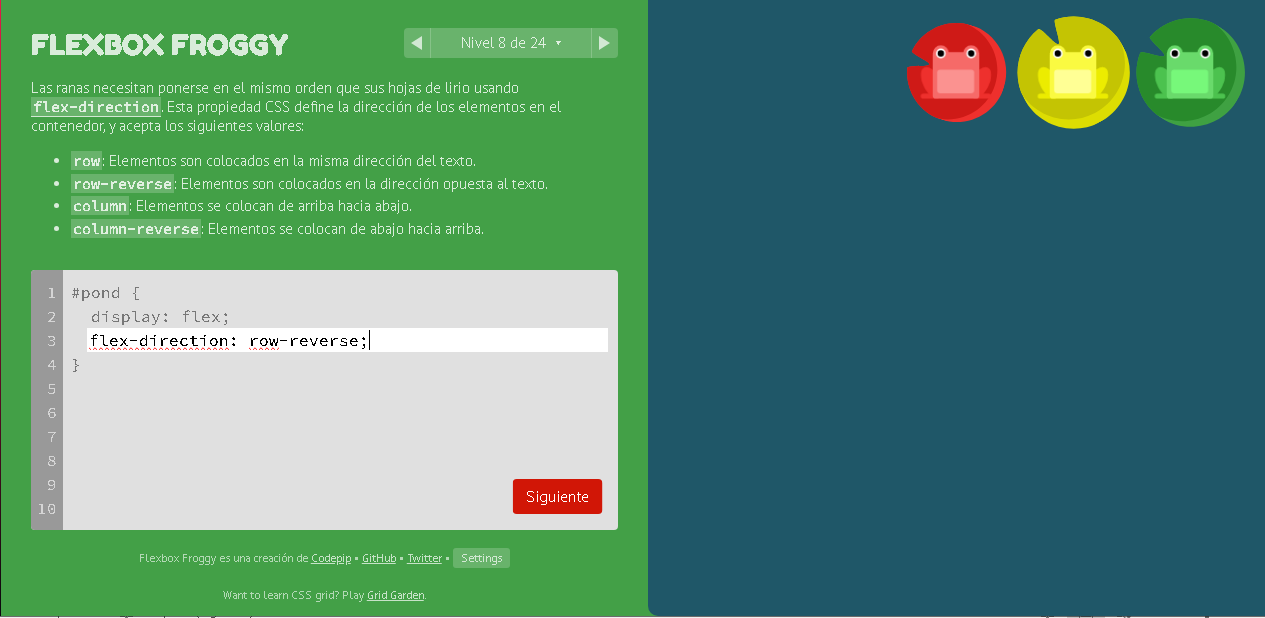 FLEXBOX FROGGY
Nivel 8 de 24
Las ranas necesitan ponerse en el mismo orden que sus hojas de lirio usando
flex-direction. Esta propiedad CSS define la dirección de los elementos en el
contenedor, y acepta los siguientes valores:
• row: Elementos son colocados en la misma dirección del texto.
• row-reverse: Elementos son colocados en la dirección opuesta al texto.
• column: Elementos se colocan de arriba hacia abajo.
• column-reverse: Elementos se colocan de abajo hacia arriba.
1 #pond {
2 display: flex;
3 flex-direction: row-reverse;
4 }
5
6
7
8
9
10
Siguiente
Flexbox Froggy es una creación de Codepip • GitHub • Twitter • Settings
Want to learn CSS grid? Play Grid Garden.